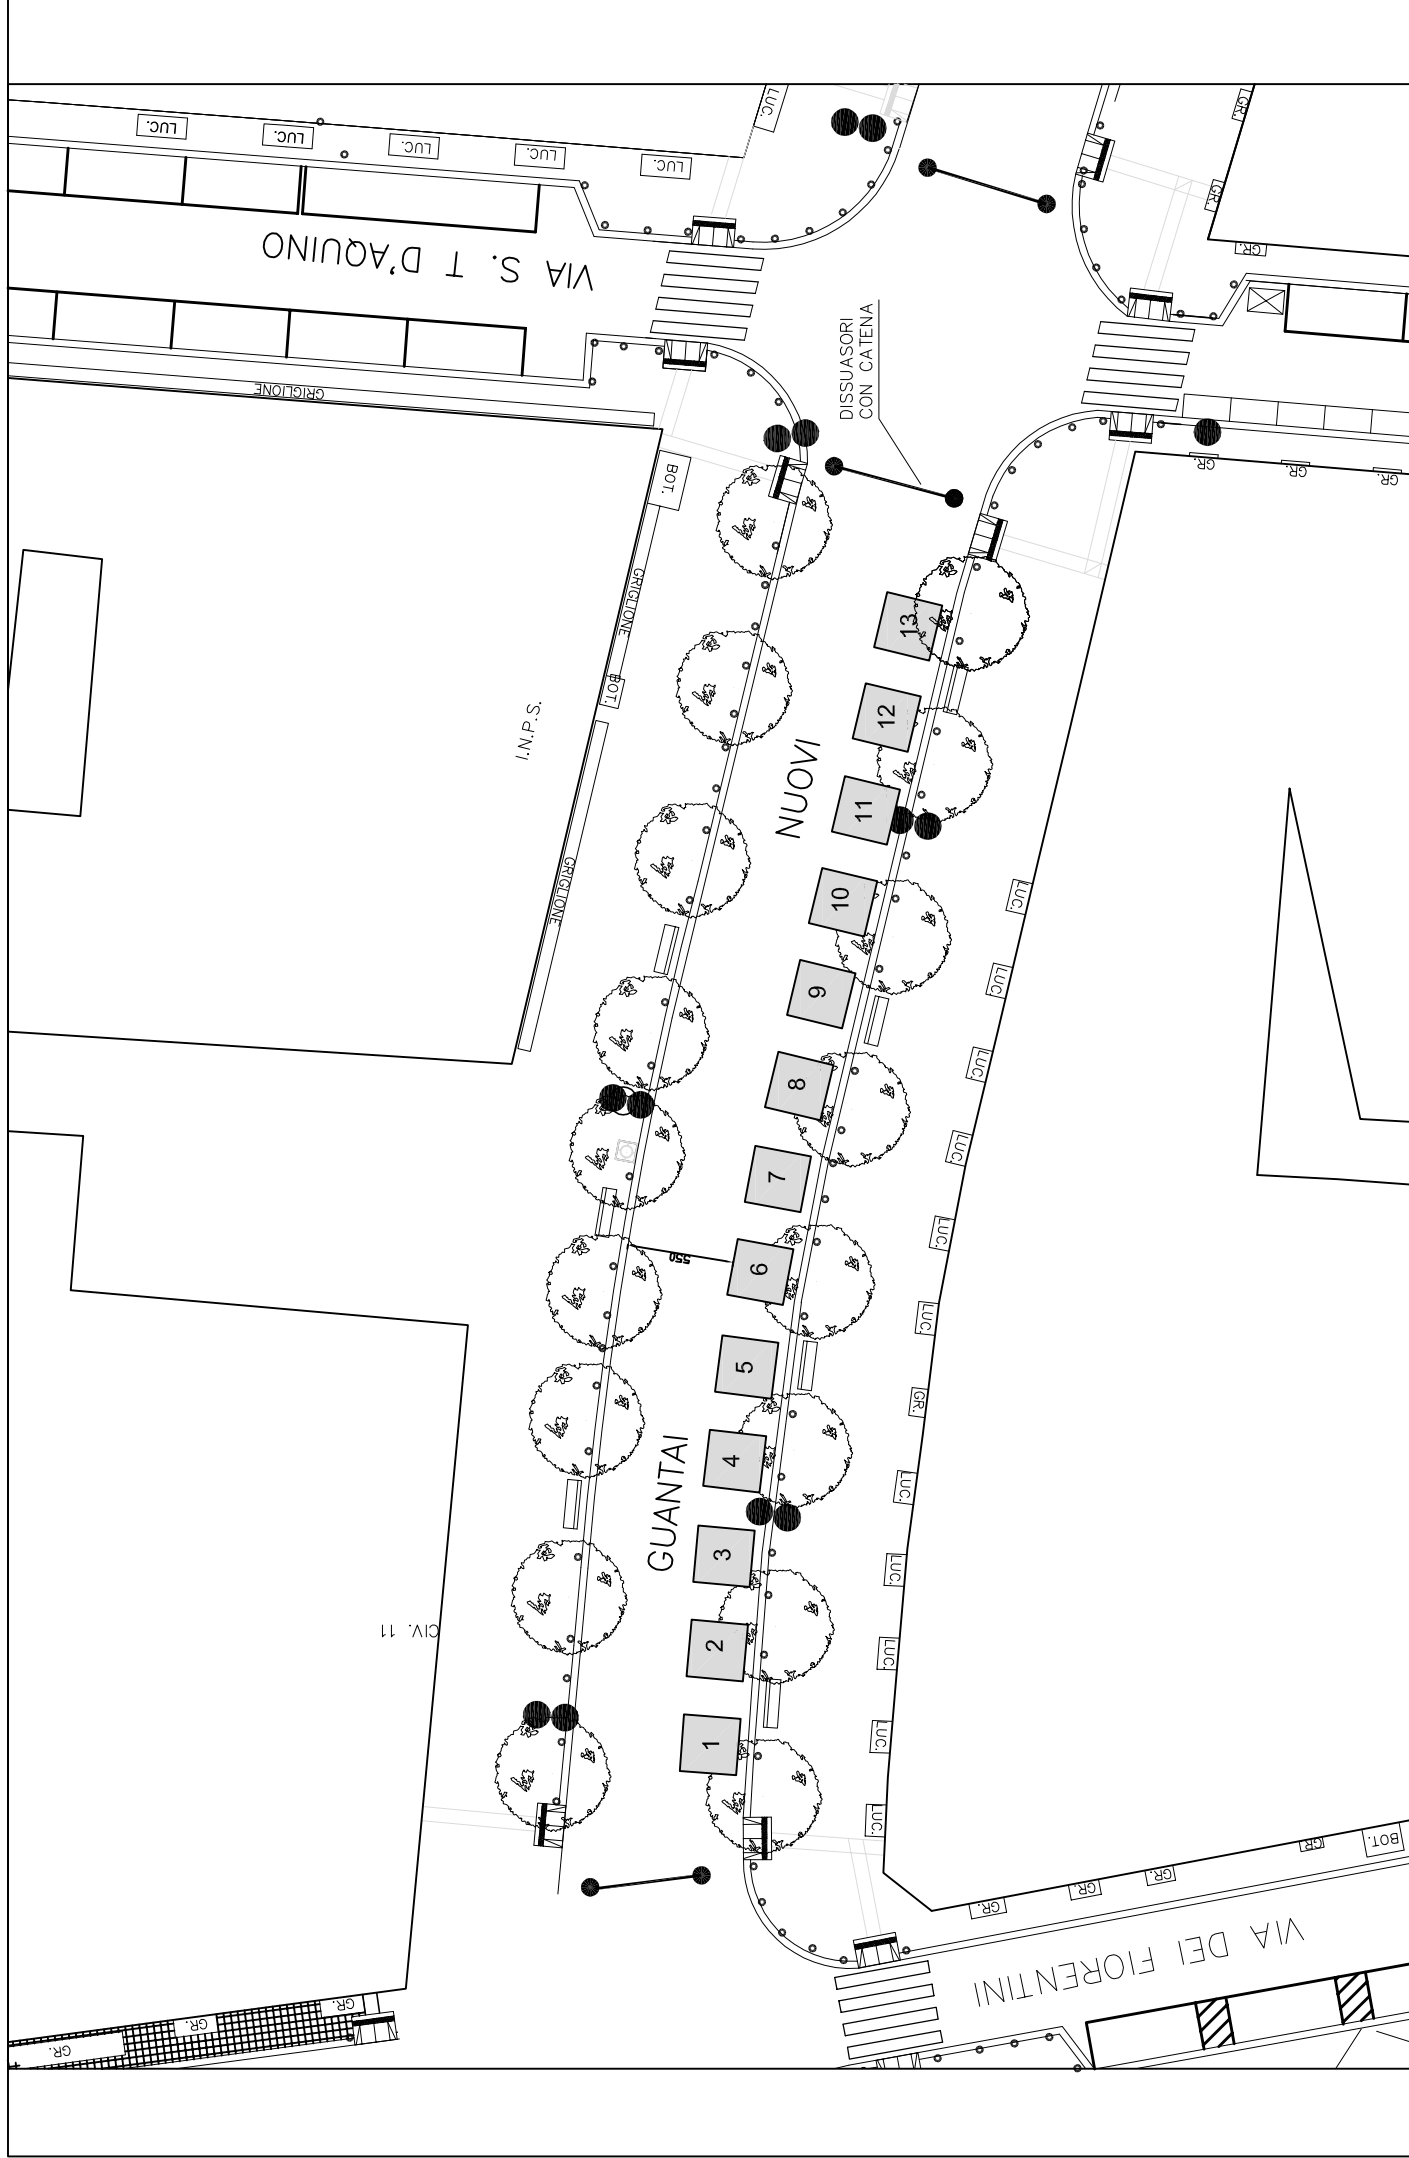 LUC.
LUC.
LUC.
LUC.
LUC.
LUC.
GR.
GR.
GR.
VIA S. T D'AQUINO
DISSUASORI
CON CATENA
GRIGLIONE
BOT.
GR.
GR.
GR.
GRIGLIONE
BOT.
I.N.P.S.
13
12
NUOVI
11
GRIGLIONE
10
LUC.
9
LUC.
8
LUC.
7
LUC.
550
6
LUC.
5
LUC.
4
GR.
GUANTAI
LUC.
3
LUC.
CIV. 11
2
LUC.
1
LUC.
LUC.
GR.
GR.
GR.
GR.
BOT.
VIA DEI FIORENTINI
GR.
GR.
GR.